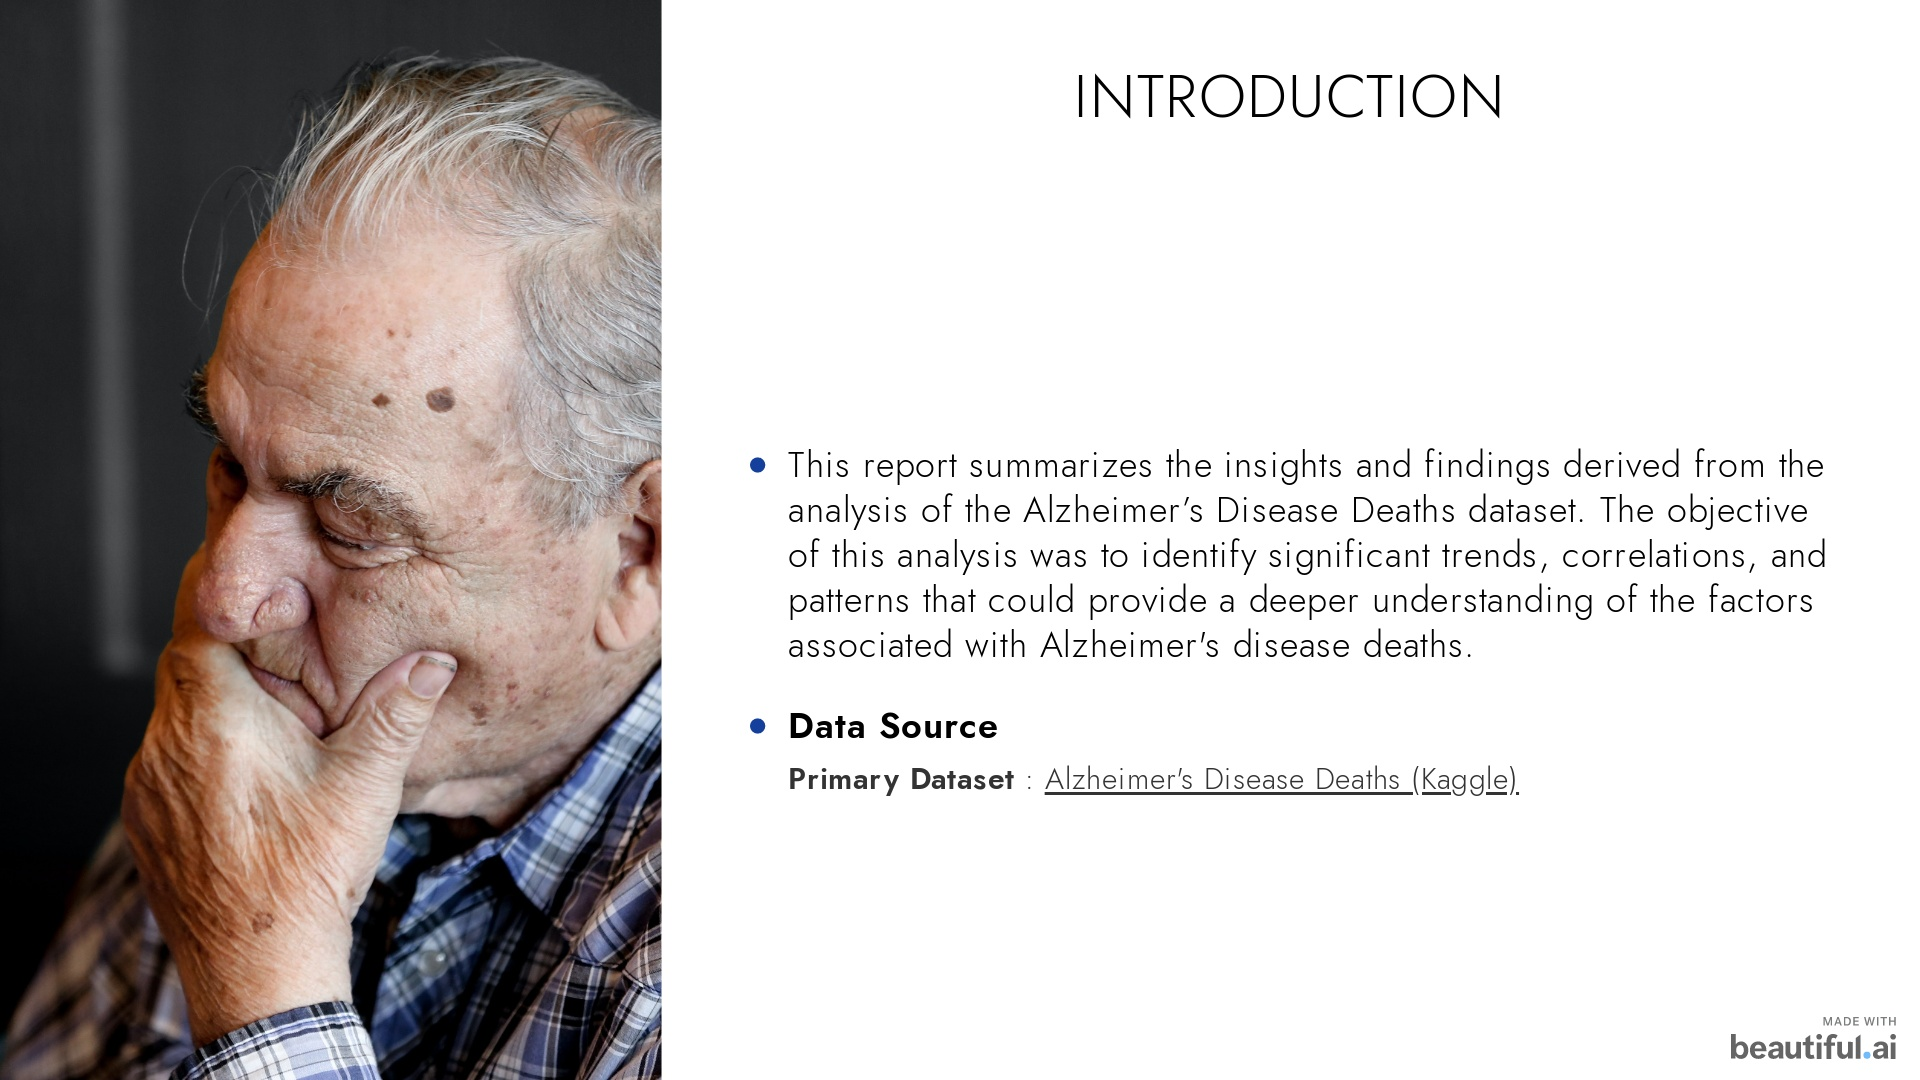 INTRODUCTION
This report summarizes the insights and findings derived from the
analysis of the Alzheimer’s Disease Deaths dataset. The objective
of this analysis was to identify significant trends, correlations, and
patterns that could provide a deeper understanding of the factors
associated with Alzheimer's disease deaths.
Data Source
Primary Dataset : Alzheimer's Disease Deaths (Kaggle)
MADE WITH
beautiful.ai